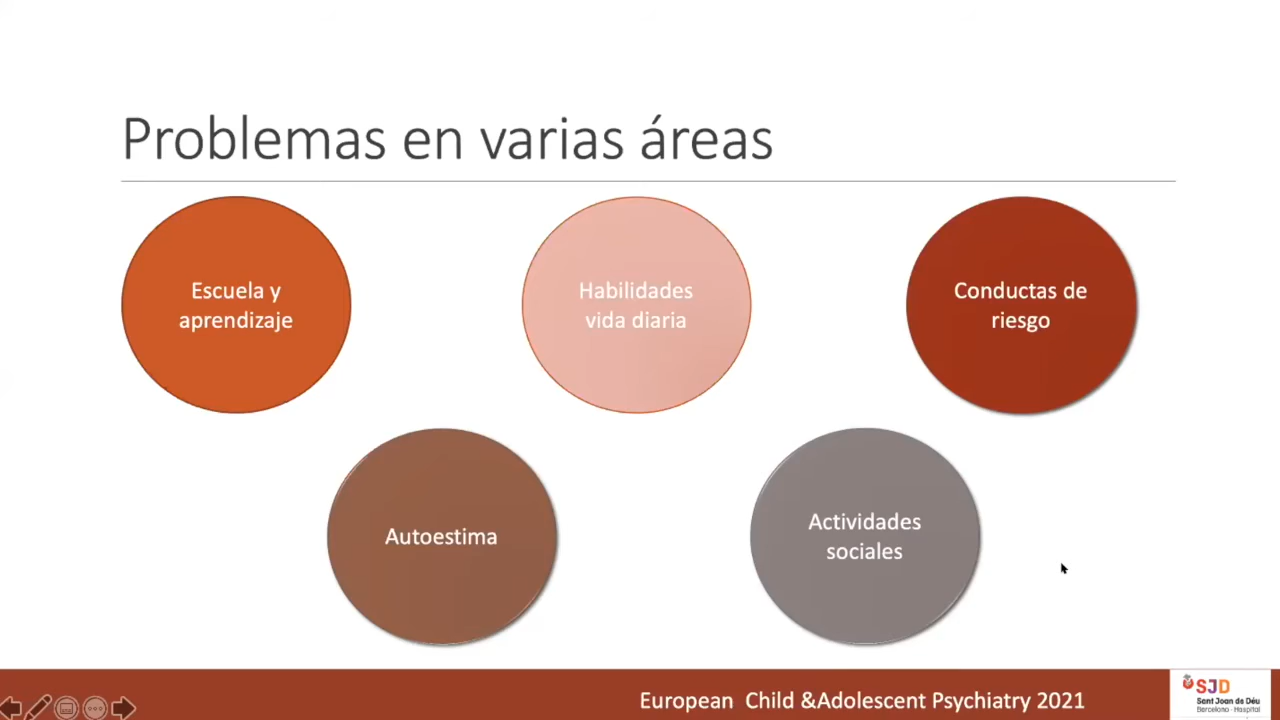 Problemas en varias áreas
Escuela y
aprendizaje
Habilidades
vida diaria
Conductas de
riesgo
Autoestima
Actividades
sociales
European  Child &Adolescent Psychiatry 2021
SJD
Sant Joan de Déu
Barcelona · Hospital